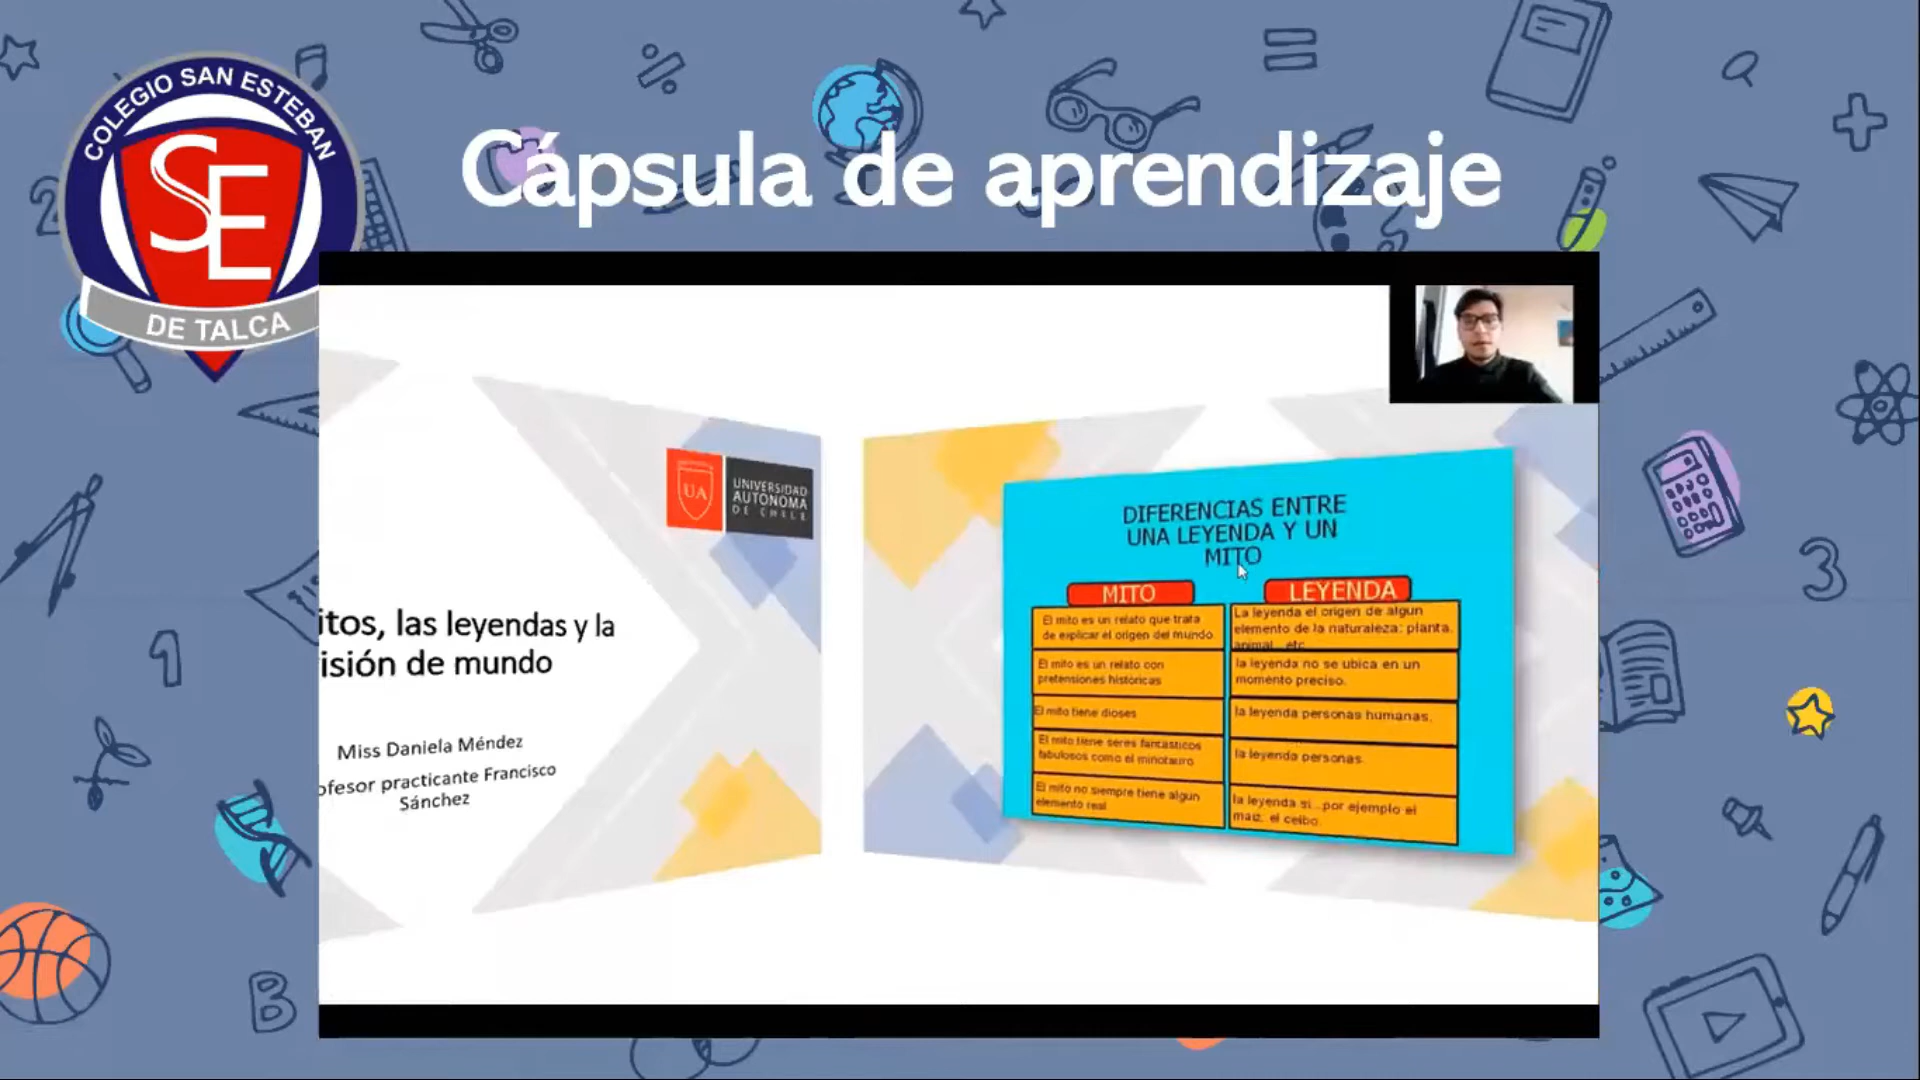 COLEGIO SAN ESTEBAN
SE
DE TALCA
Cápsula de aprendizaje
UA
UNIVERSIDAD
AUTÓNOMA
DE CHILE
itos, las leyendas y la
isión de mundo
Miss Daniela Méndez
ofesor practicante Francisco
Sánchez
DIFERENCIAS ENTRE
UNA LEYENDA Y UN
MITO
MITO
El mito es un relato que trata
de explicar el origen del mundo
El mito es un relato con
pretensiones históricas
El mito tiene dioses
El mito tiene seres fantasticos
fabulosos como el minotauro
El mito no siempre tiene algun
elemento real
LEYENDA
La leyenda el origen de algun
elemento de la naturaleza: planta,
animal...etc
la leyenda no se ubica en un
momento preciso.
la leyenda personas humanas.
la leyenda personas
la leyenda si...por ejemplo el
maiz, el ceibo.
2
1
3
B